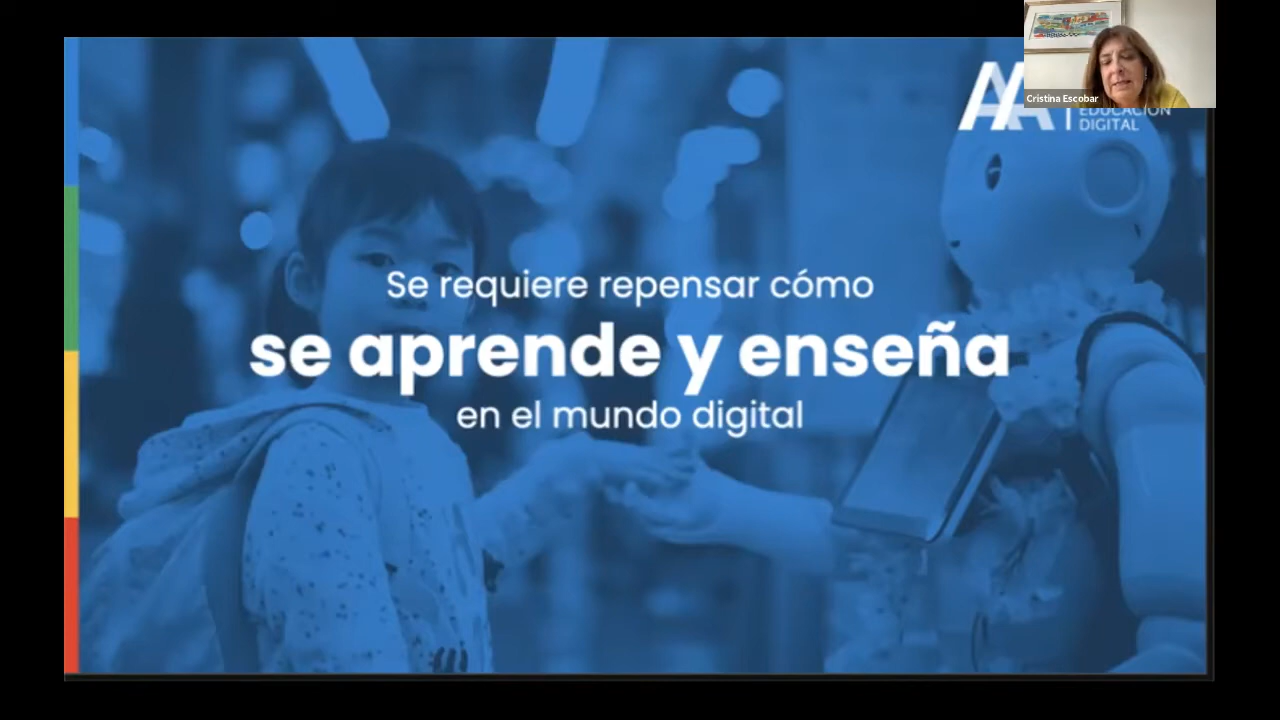 Cristina Escobar
EDUCACIÓN
DIGITAL
Se requiere repensar cómo
se aprende y enseña
en el mundo digital